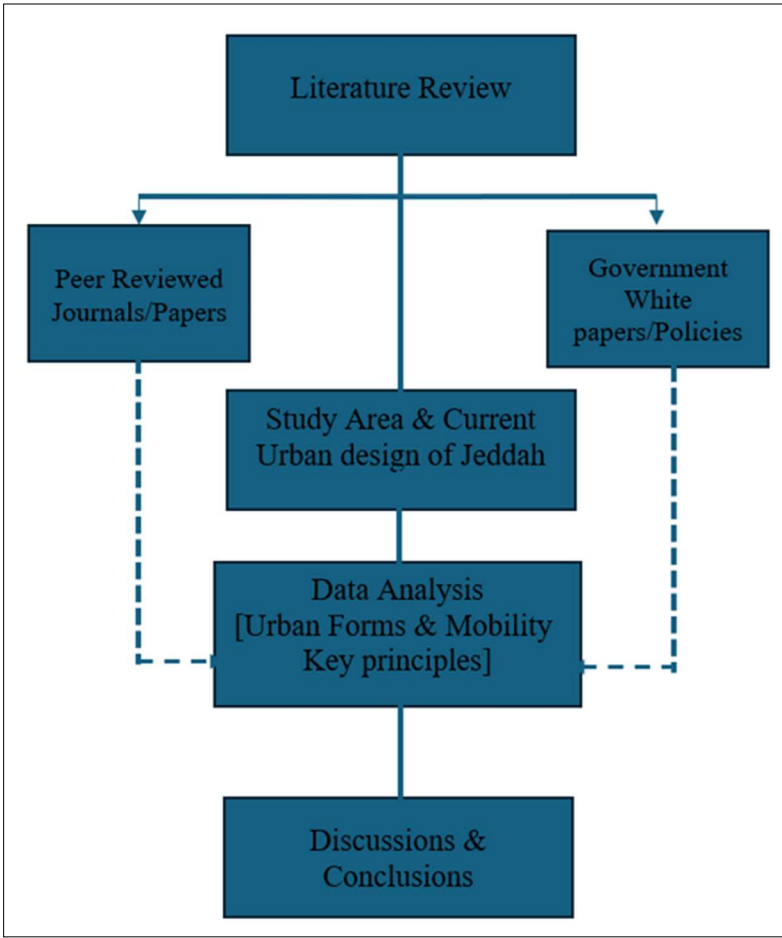 Literature Review
Peer Reviewed
Journals/Papers
Government
White
papers/Policies
Study Area & Current
Urban design of Jeddah
Data Analysis
[Urban Forms & Mobility
Key principles]
Discussions &
Conclusions